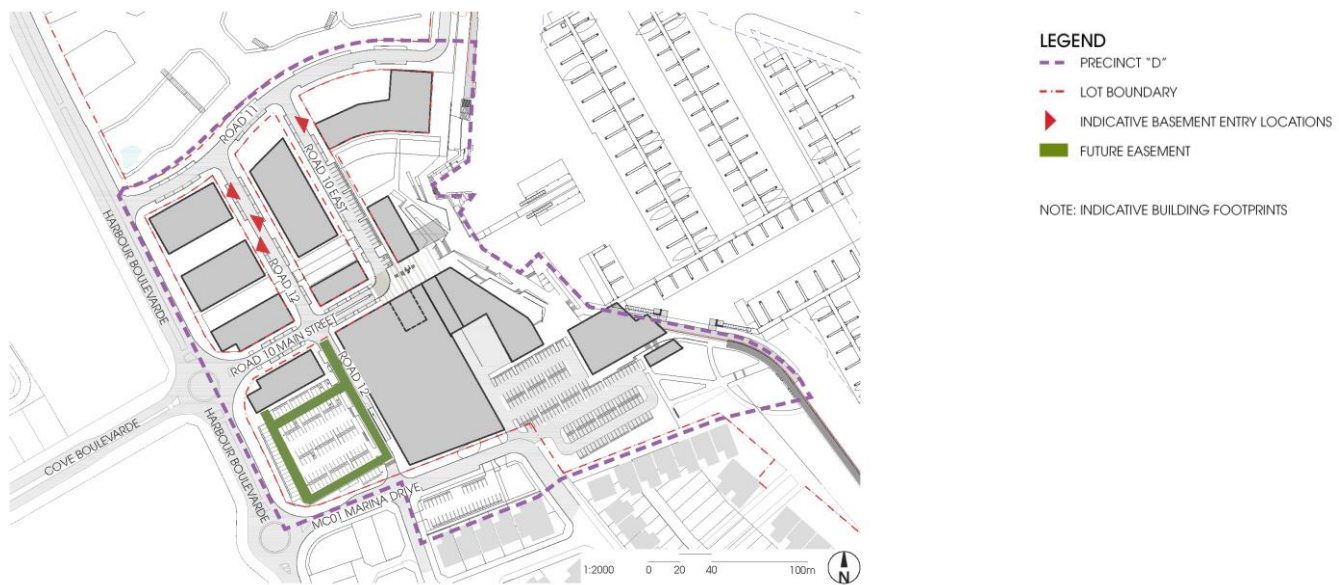 LEGEND
PRECINCT "D"
LOT BOUNDARY
INDICATIVE BASEMENT ENTRY LOCATIONS
FUTURE EASEMENT
NOTE: INDICATIVE BUILDING FOOTPRINTS
ROAD 11
ROAD 10 EAST
HARBOUR BOULEVARDE
ROAD 12
ROAD 10 MAIN STREET
ROAD 12
COVE BOULEVARDE
HARBOUR BOULEVARDE
MC01 MARINA DRIVE
1:2000 0 20 40 100m
N